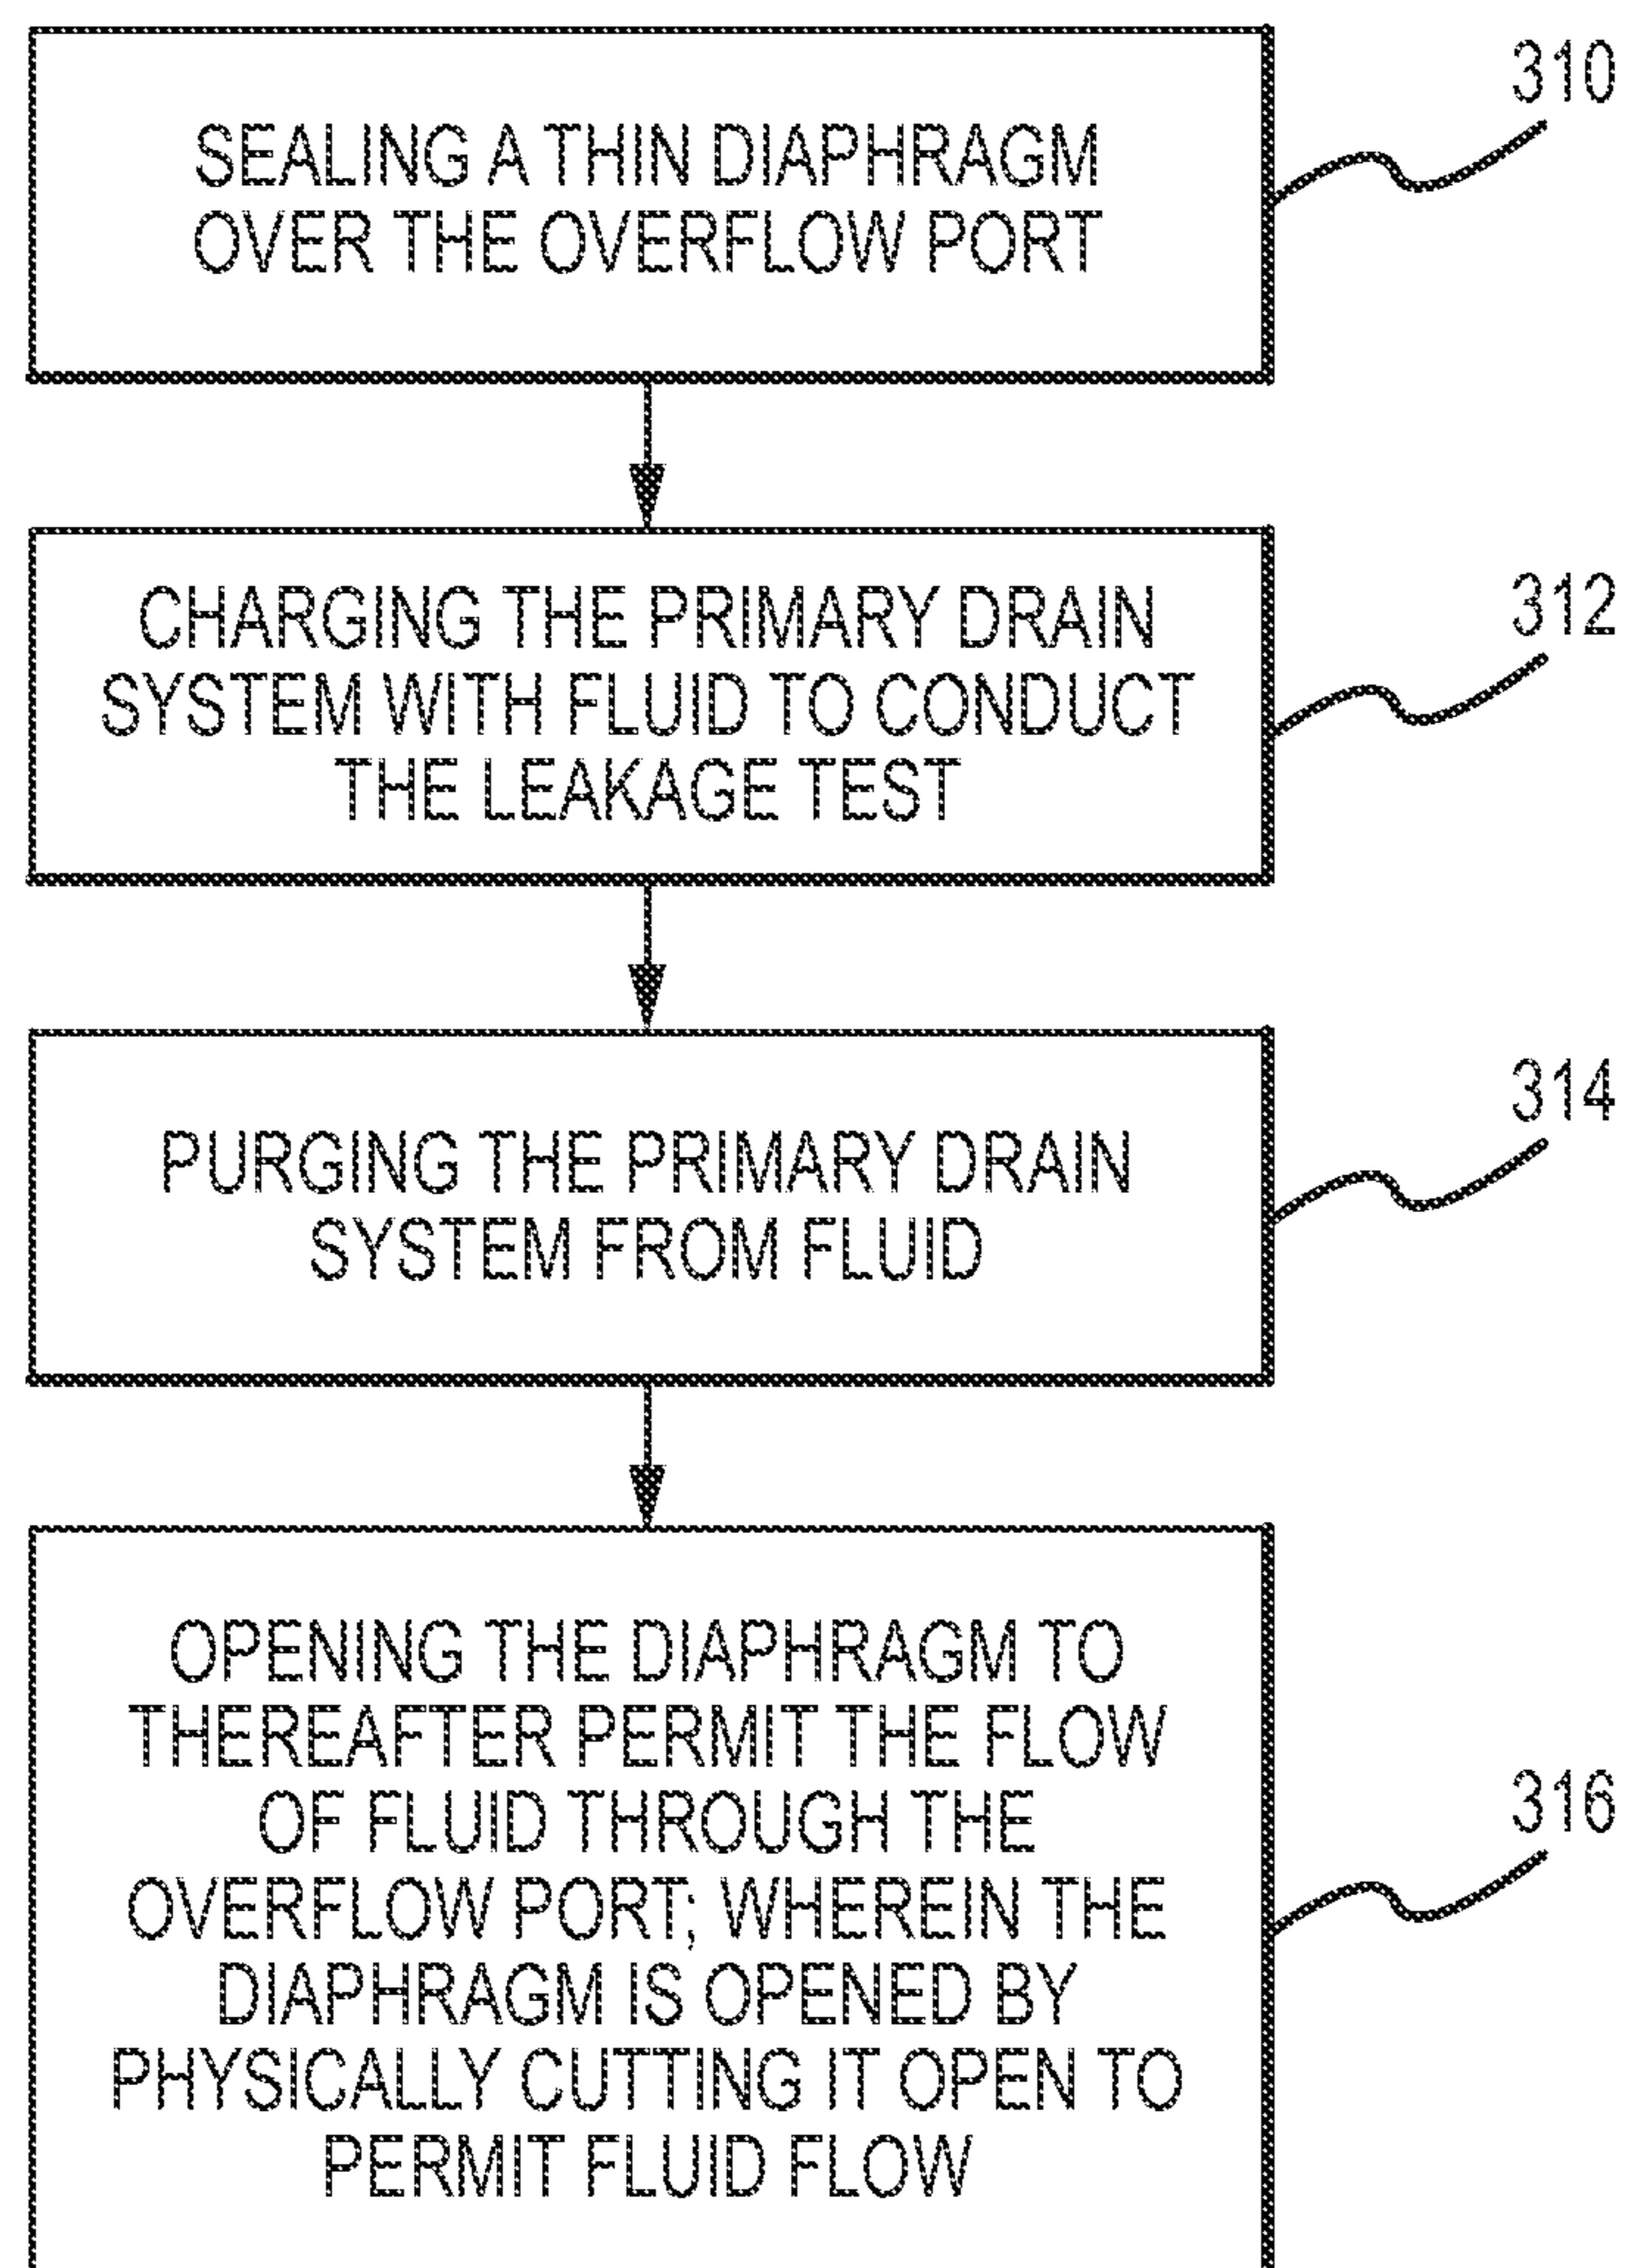 310
SEALING A THIN DIAPHRAGM
OVER THE OVERFLOW PORT
312
CHARGING THE PRIMARY DRAIN
SYSTEM WITH FLUID TO CONDUCT
THE LEAKAGE TEST
314
PURGING THE PRIMARY DRAIN
SYSTEM FROM FLUID
316
OPENING THE DIAPHRAGM TO
THEREAFTER PERMIT THE FLOW
OF FLUID THROUGH THE
OVERFLOW PORT; WHEREIN THE
DIAPHRAGM IS OPENED BY
PHYSICALLY CUTTING IT OPEN TO
PERMIT FLUID FLOW